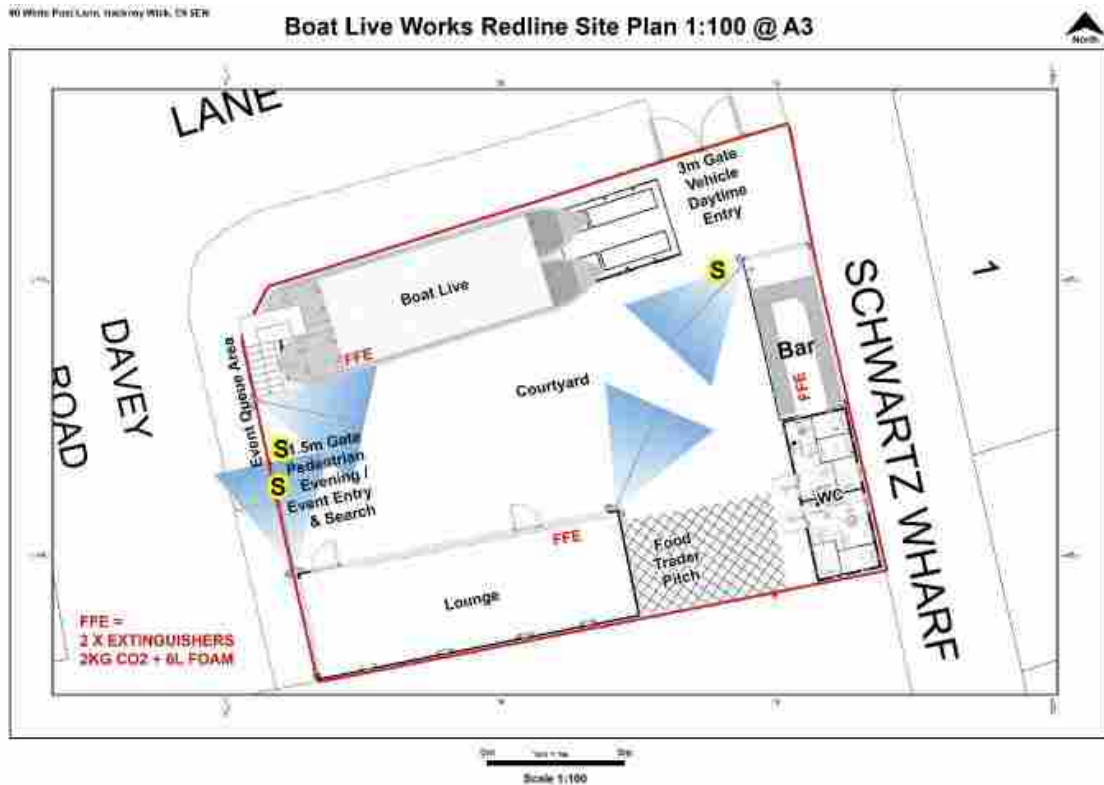 Boat Live Works Redline Site Plan 1:100 @ A3
North
LANE
3m Gate
Vehicle
Daytime
Entry
Boat Live
S
SCHWARTZ WHARF
1
DAVEY
ROAD
Event Queue Area
FFE
Courtyard
Bar
FFE
S
1.5m Gate
Pedestrian
Evening /
Event Entry
& Search
S
WC
FFE
Food
Trader
Pitch
Lounge
FFE =
2 X EXTINGUISHERS
2KG CO2 + 6L FOAM
Scale 1:100